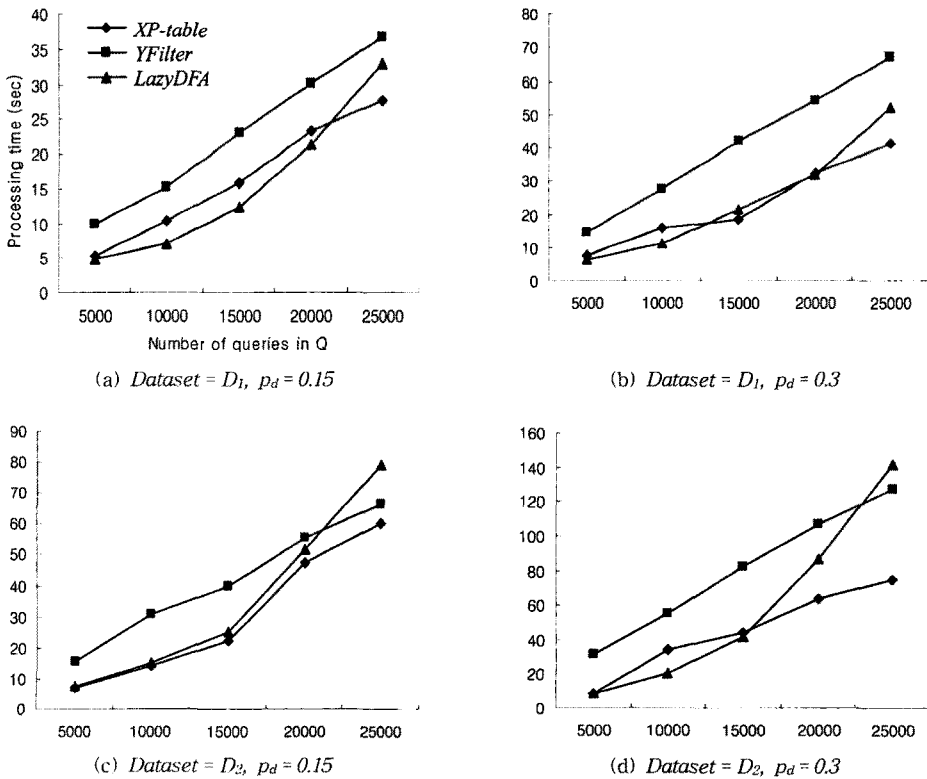 40
35
30
25
20
15
10
5
0
Processing time (sec)
XP-table
YFilter
LazyDFA
5000 10000 15000 20000 25000
Number of queries in Q
(a) Dataset = D1, pd = 0.15
80
70
60
50
40
30
20
10
0
5000 10000 15000 20000 25000
(b) Dataset = D1, pd = 0.3
90
80
70
60
50
40
30
20
10
0
5000 10000 15000 20000 25000
(c) Dataset = D2, pd = 0.15
160
140
120
100
80
60
40
20
0
5000 10000 15000 20000 25000
(d) Dataset = D2, pd = 0.3